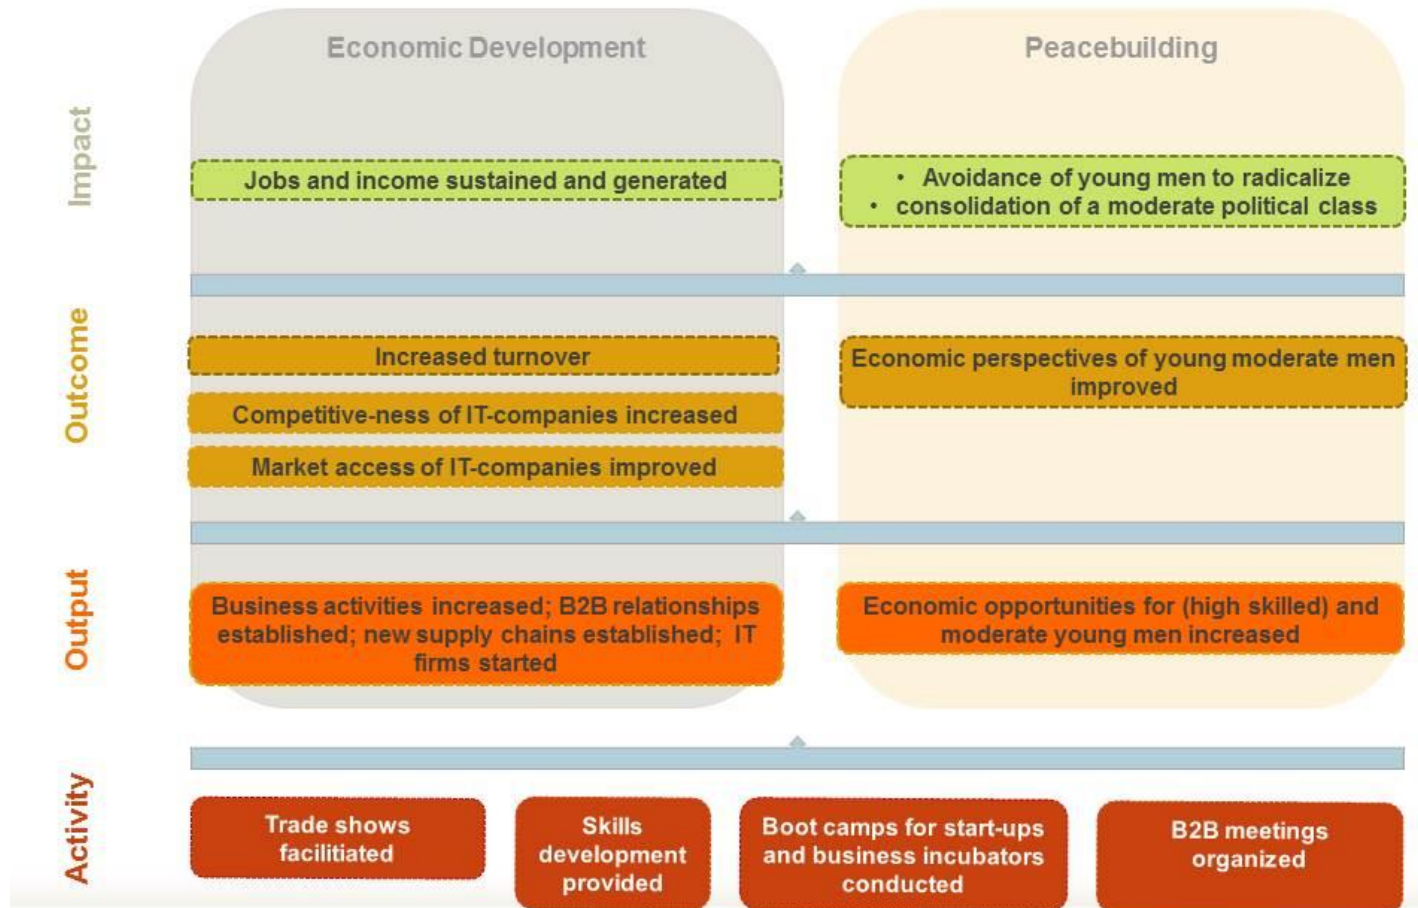 Economic Development
Peacebuilding
Impact
Jobs and income sustained and generated
• Avoidance of young men to radicalize
• consolidation of a moderate political class
Outcome
Increased turnover
Competitive-ness of IT-companies increased
Market access of IT-companies improved
Economic perspectives of young moderate men
improved
Output
Business activities increased; B2B relationships
established; new supply chains established; IT
firms started
Economic opportunities for (high skilled) and
moderate young men increased
Activity
Trade shows
facilitiated
Skills
development
provided
Boot camps for start-ups
and business incubators
conducted
B2B meetings
organized